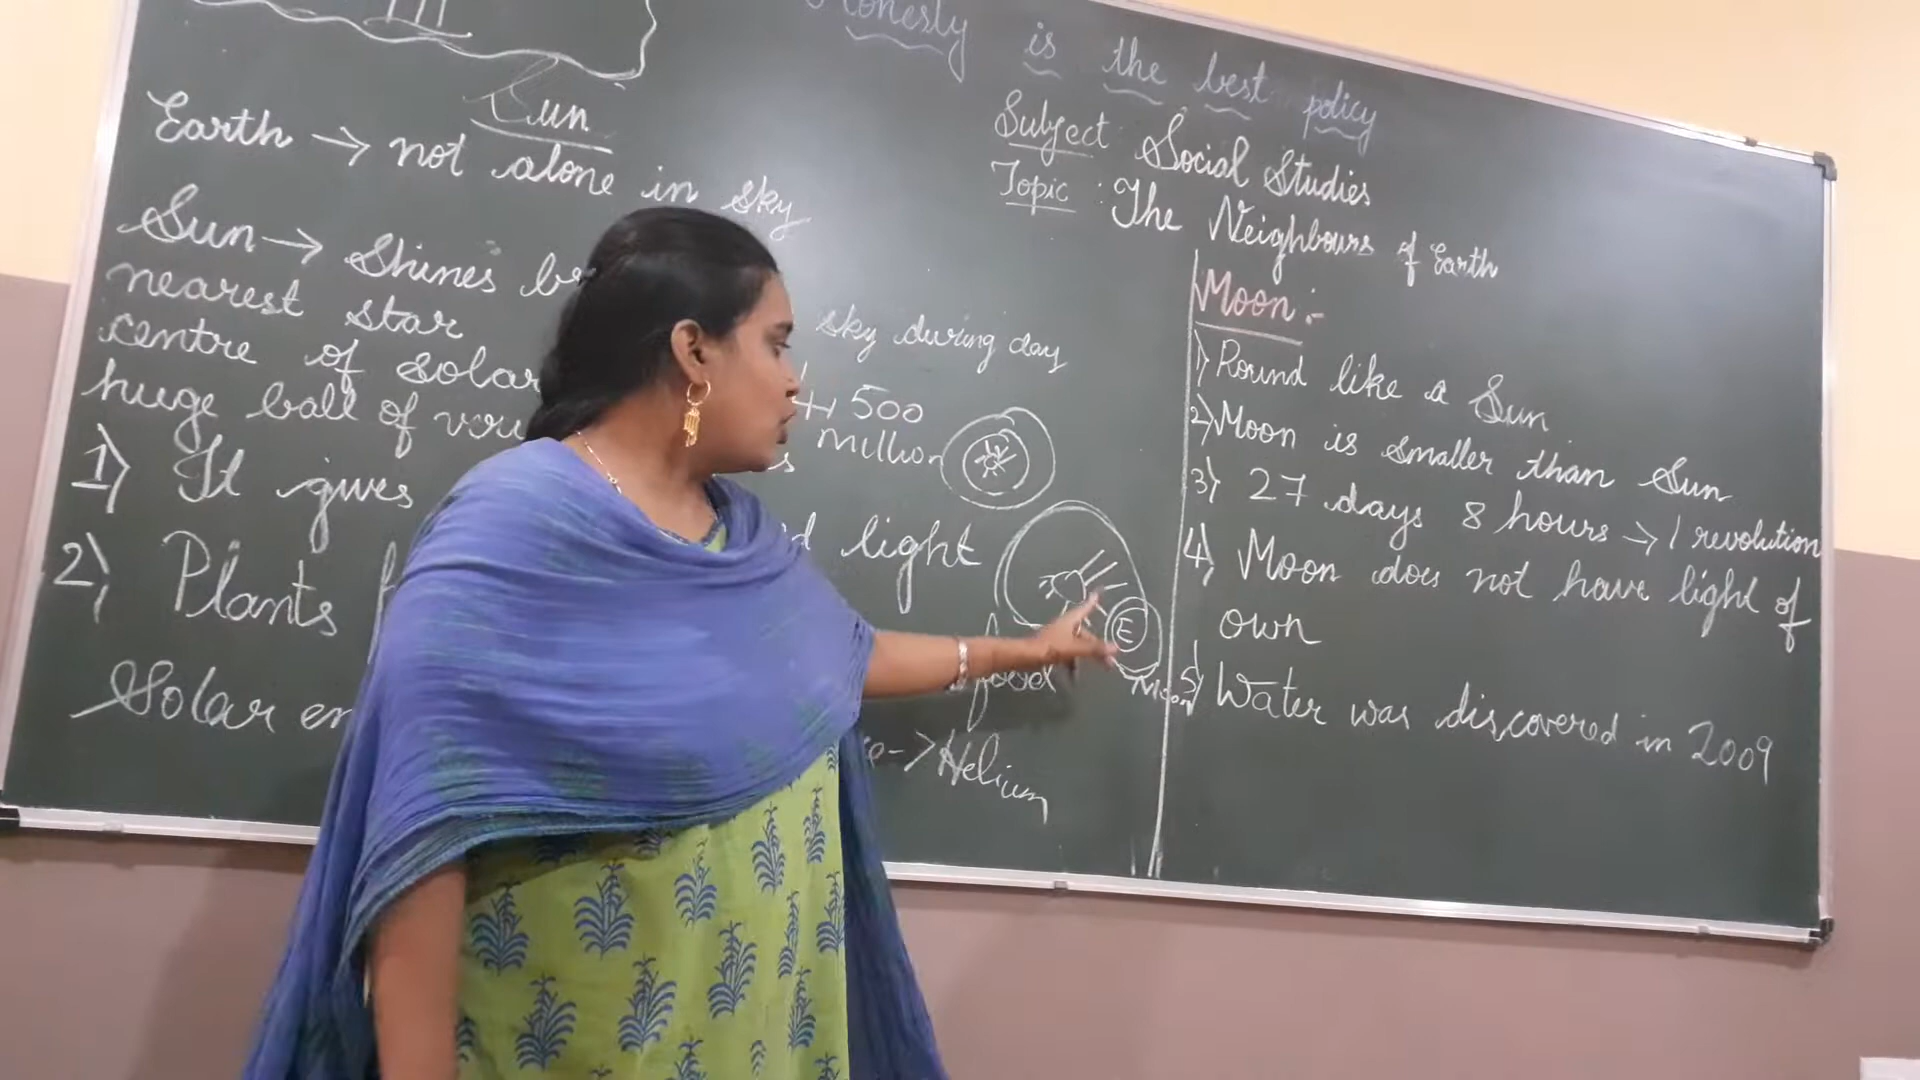 Honesty is the best policy
Subject: Social Studies
Topic: The Neighbours of Earth
Sun
Earth → not alone in sky
Sun → Shines sky during day
nearest star
centre of solar 500
huge ball of million
1) It gives light
2) Plants
food
Solar
→ Helium
E
Moon
Moon:-
1) Round like a Sun
2) Moon is smaller than Sun
3) 27 days 8 hours → 1 revolution
4) Moon does not have light of
own
5) Water was discovered in 2009